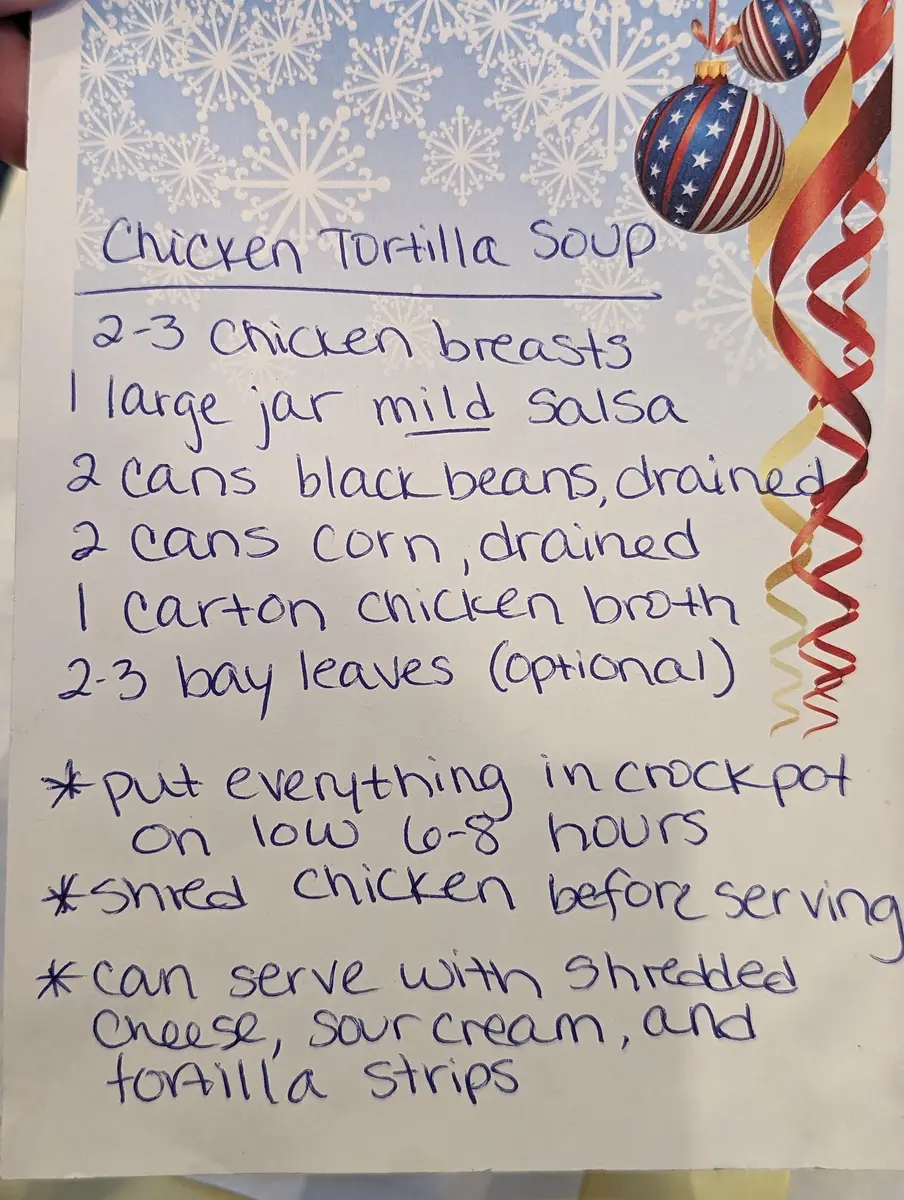 Chicken Tortilla Soup
2-3 chicken breasts
1 large jar mild salsa
2 cans black beans, drained
2 cans corn, drained
1 carton chicken broth
2-3 bay leaves (optional)
*put everything in crockpot
on low 6-8 hours
*shred chicken before serving
*can serve with shredded
cheese, sour cream, and
tortilla strips